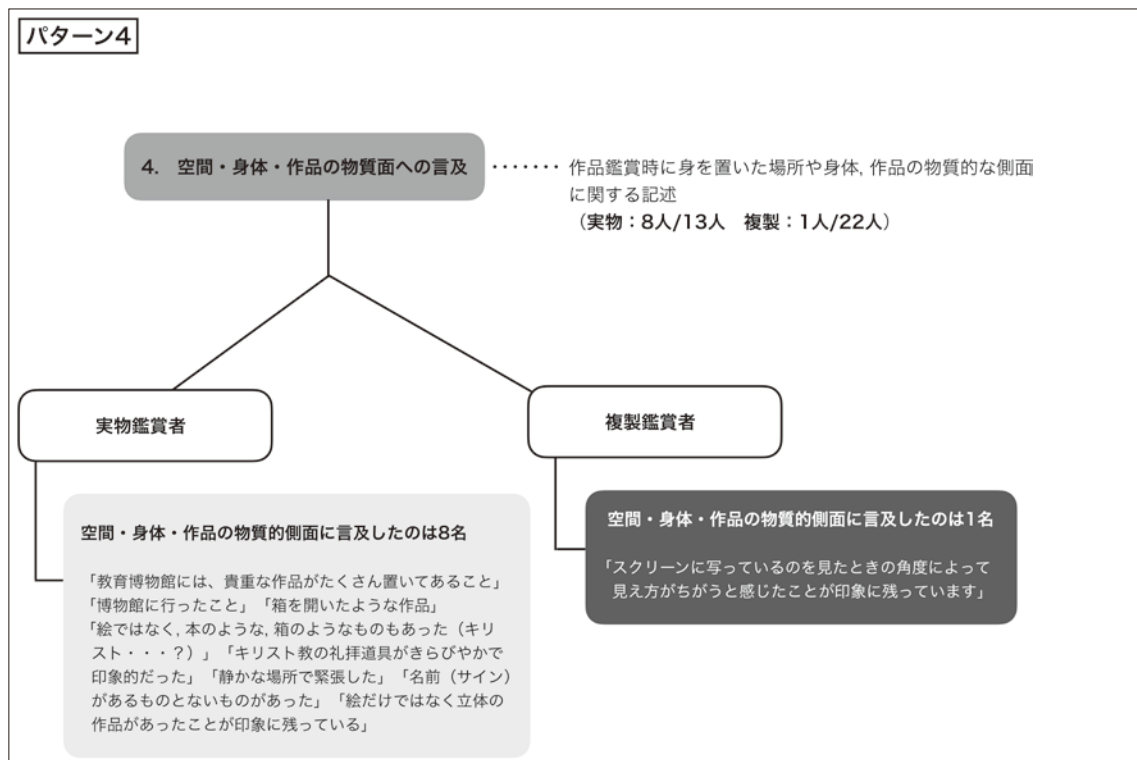 パターン4
4.　空間・身体・作品の物質面への言及
‥‥‥‥ 作品鑑賞時に身を置いた場所や身体, 作品の物質的な側面
に関する記述
（実物：8人/13人　複製：1人/22人）
実物鑑賞者
複製鑑賞者
空間・身体・作品の物質的側面に言及したのは8名
「教育博物館には、貴重な作品がたくさん置いてあること」
「博物館に行ったこと」「箱を開いたような作品」
「絵ではなく, 本のような, 箱のようなものもあった（キリ
スト・・・？）」「キリスト教の礼拝道具がきらびやかで
印象的だった」「静かな場所で緊張した」「名前（サイン）
があるものとないものがあった」「絵だけではなく立体の
作品があったことが印象に残っている」
空間・身体・作品の物質的側面に言及したのは1名
「スクリーンに写っているのを見たときの角度によって
見え方がちがうと感じたことが印象に残っています」